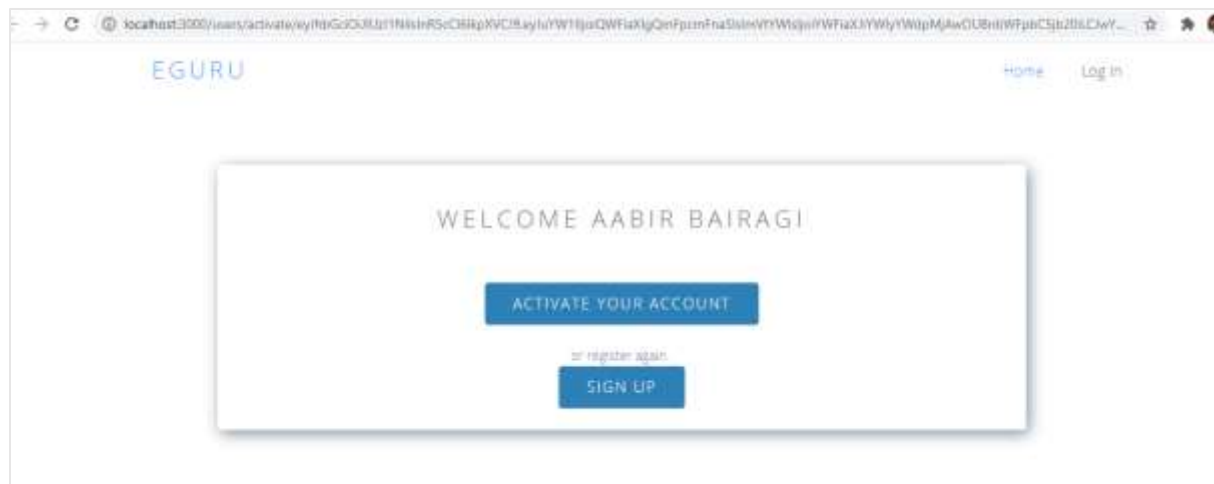 localhost:3000/users/activate/
EGURU
Home Log In
WELCOME AABIR BAIRAGI
ACTIVATE YOUR ACCOUNT
or register again
SIGN UP